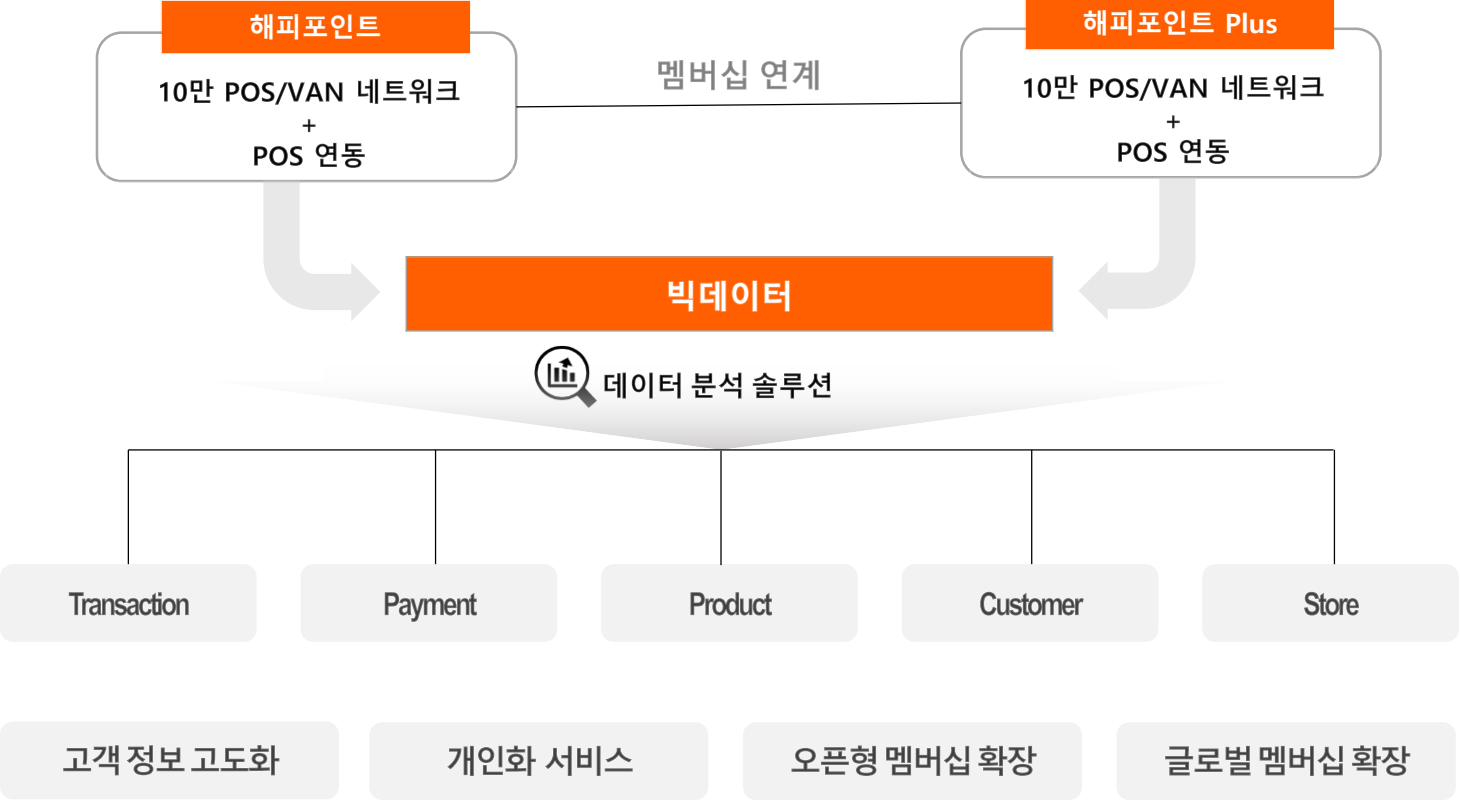 해피포인트
해피포인트 Plus
10만 POS/VAN 네트워크
+
POS 연동
멤버십 연계
10만 POS/VAN 네트워크
+
POS 연동
빅데이터
데이터 분석 솔루션
Transaction
Payment
Product
Customer
Store
고객 정보 고도화
개인화 서비스
오픈형 멤버십 확장
글로벌 멤버십 확장